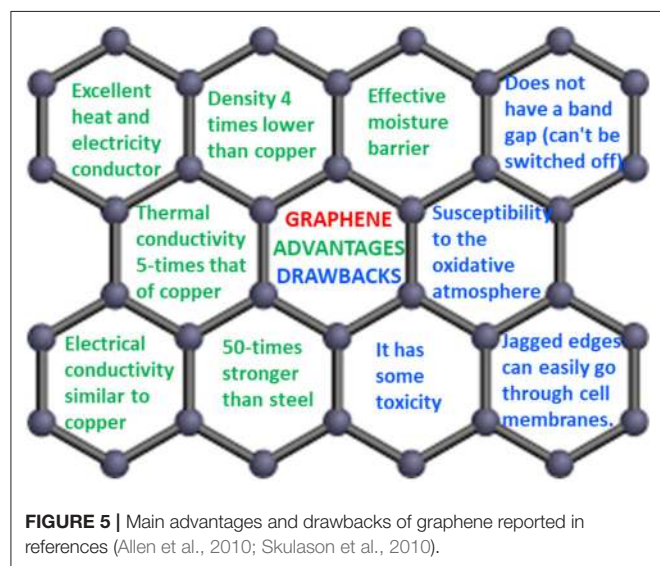 Excellent
heat and
electricity
conductor
Density 4
times lower
than copper
Effective
moisture
barrier
Does not
have a band
gap (can't be
switched off)
Thermal
conductivity
5-times that
of copper
GRAPHENE
ADVANTAGES
DRAWBACKS
Susceptibility
to the
oxidative
atmosphere
Electrical
conductivity
similar to
copper
50-times
stronger
than steel
It has
some
toxicity
Jagged edges
can easily go
through cell
membranes.
FIGURE 5 | Main advantages and drawbacks of graphene reported in
references (Allen et al., 2010; Skulason et al., 2010).